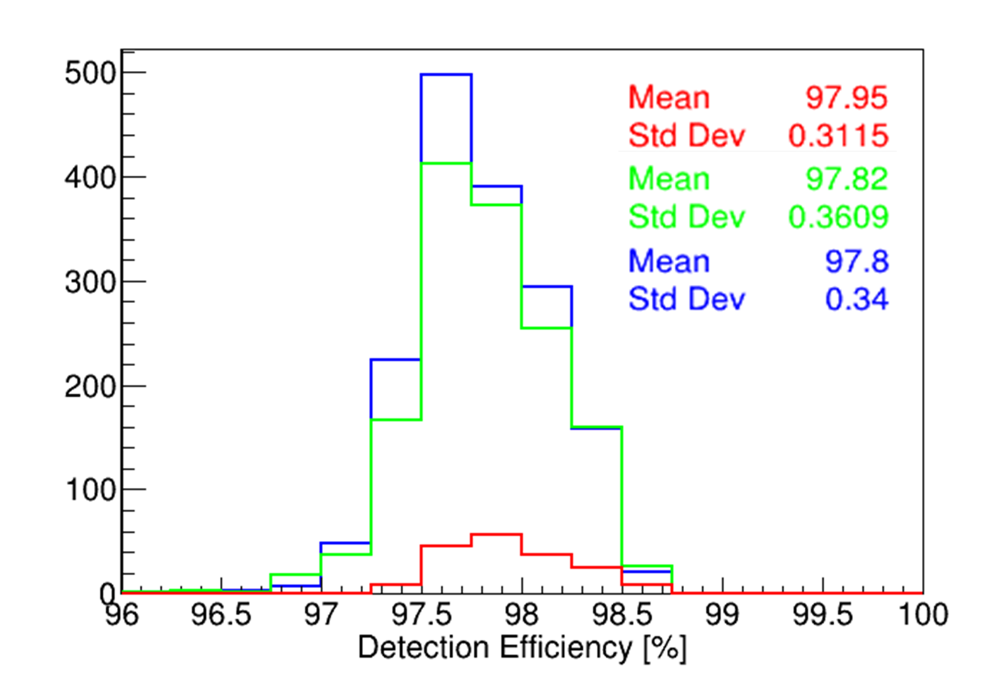 500
400
300
200
100
0
Mean 97.95
Std Dev 0.3115
Mean 97.82
Std Dev 0.3609
Mean 97.8
Std Dev 0.34
96 96.5 97 97.5 98 98.5 99 99.5 100
Detection Efficiency [%]